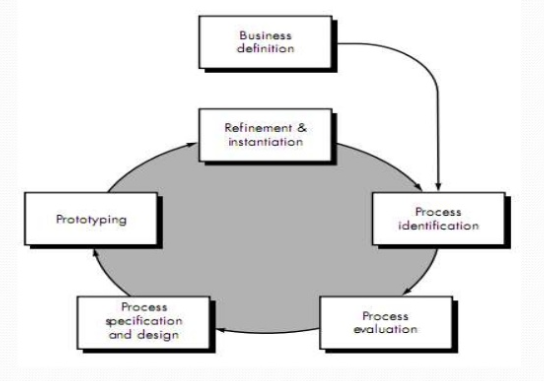 Business
definition
Refinement &
instantiation
Process
identification
Process
evaluation
Process
specification
and design
Prototyping